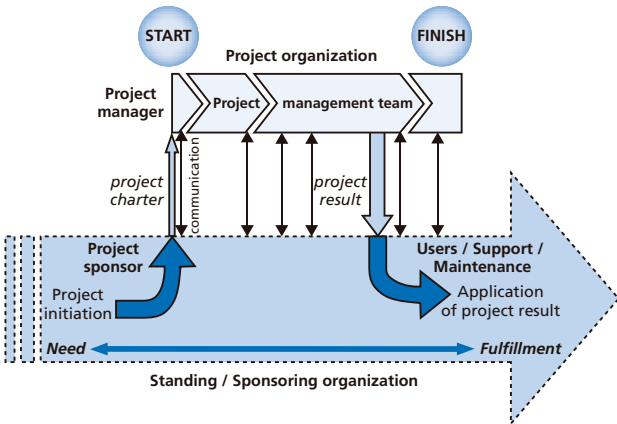 START
FINISH
Project organization
Project
manager
Project
management team
project
charter
communication
project
result
Project
sponsor
Users / Support /
Maintenance
Project
initiation
Application
of project result
Need
Fulfillment
Standing / Sponsoring organization